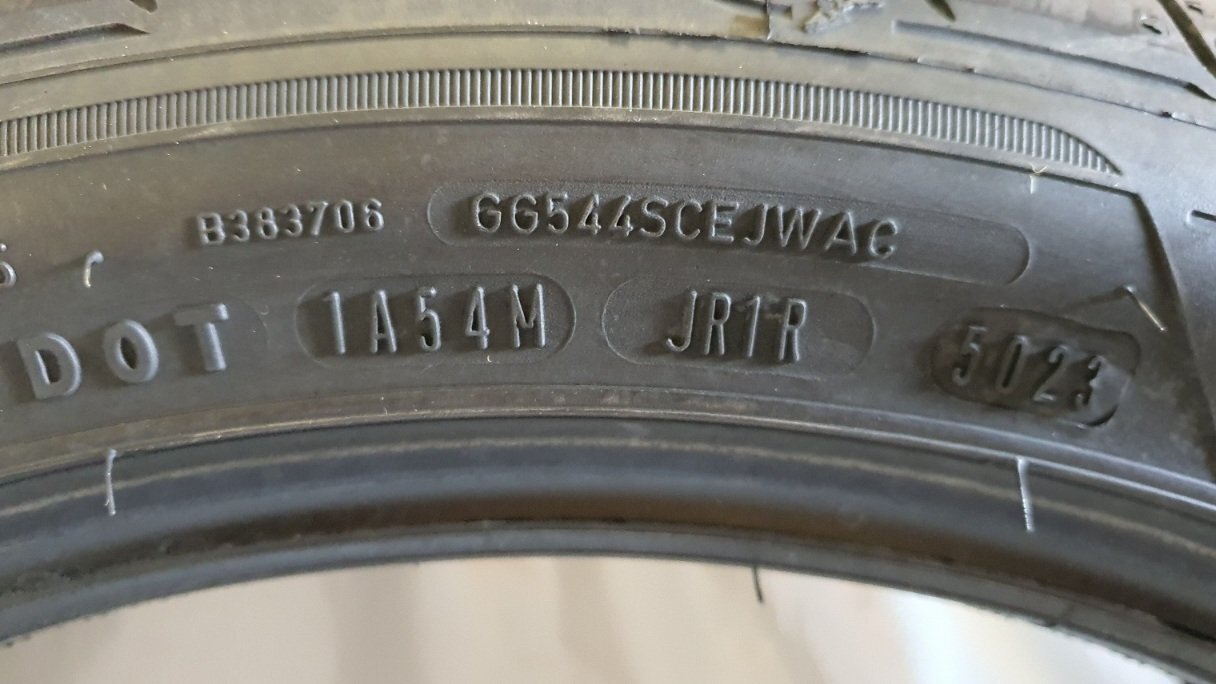 B383706 GG544SCEJWAC
DOT 1A54M JR1R 5023